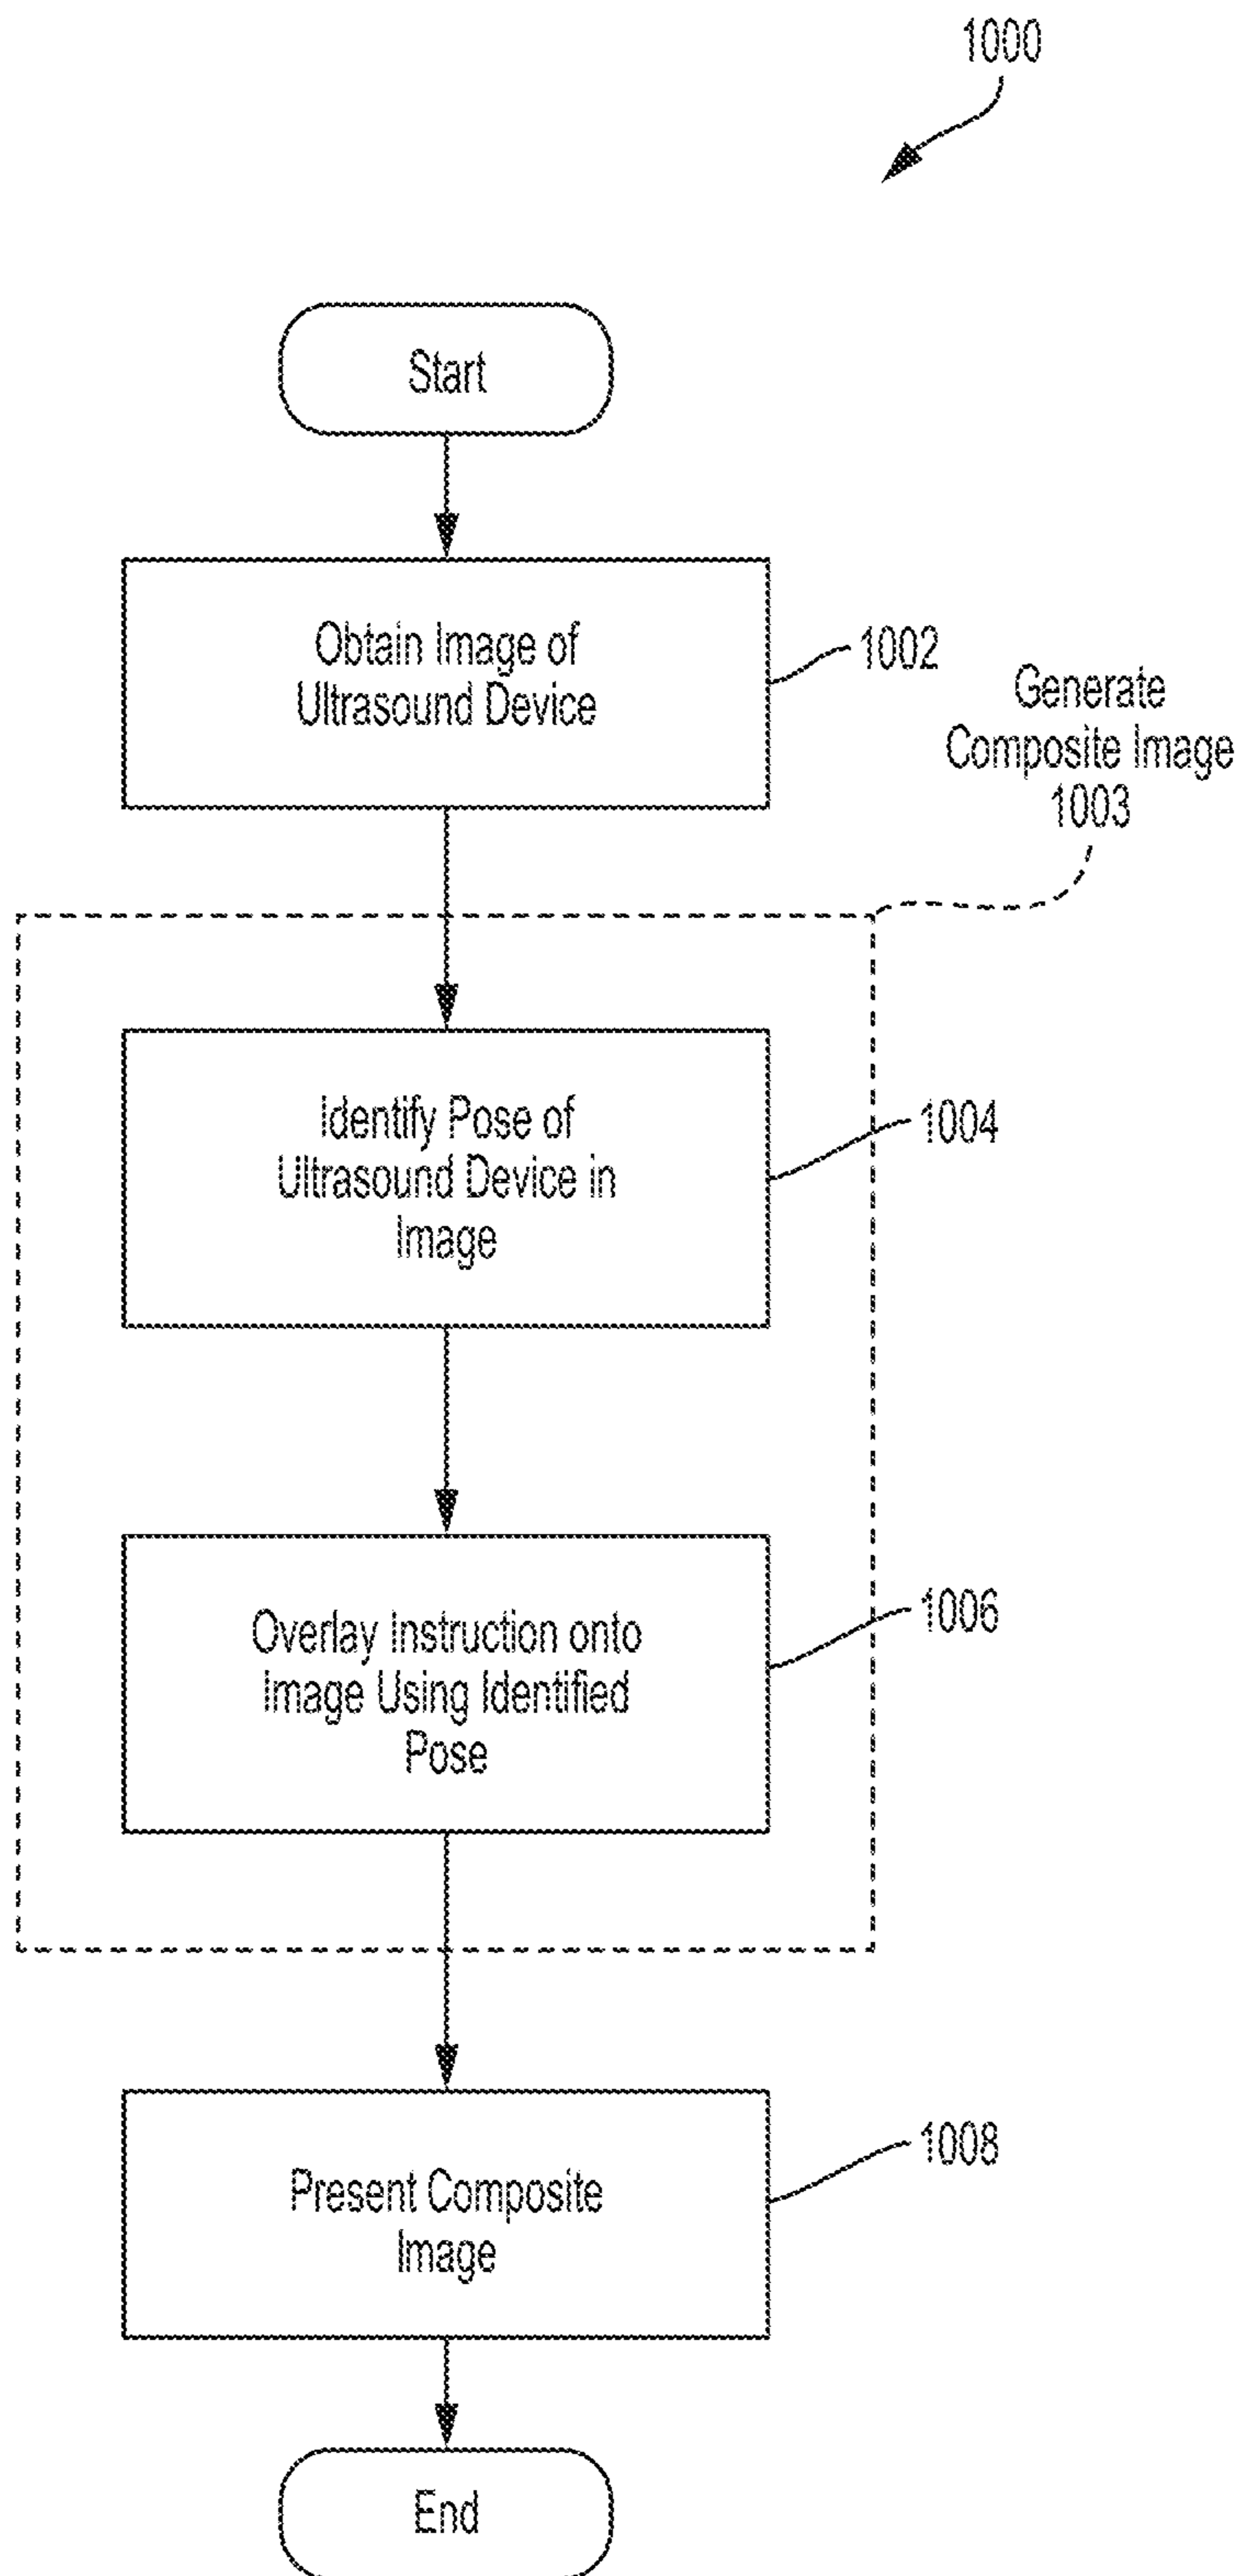 1000
Start
Obtain Image of
Ultrasound Device
1002
Generate
Composite Image
1003
Identify Pose of
Ultrasound Device in
Image
1004
Overlay Instruction onto
Image Using Identified
Pose
1006
Present Composite
Image
1008
End